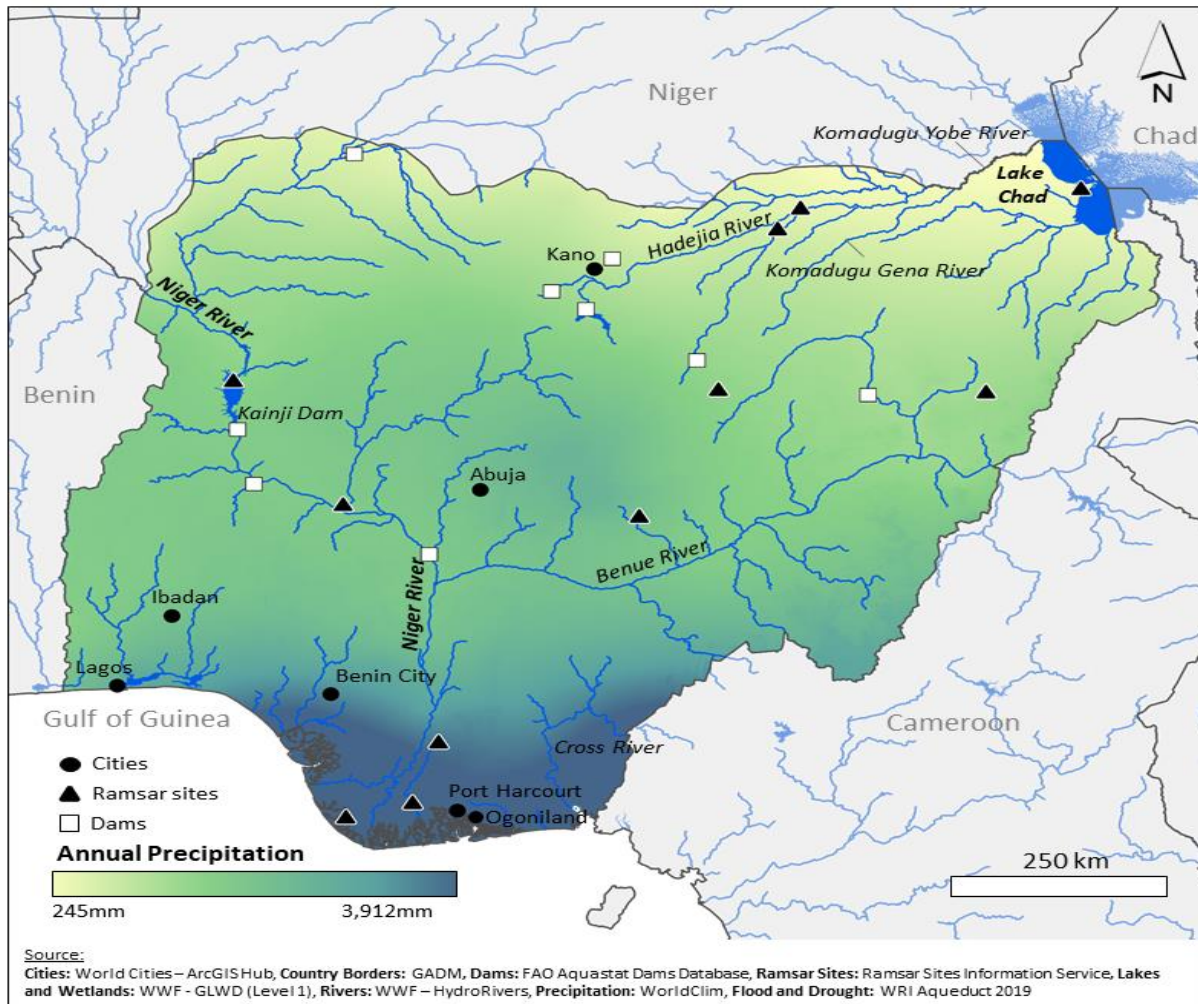 Niger
N
Komadugu Yobe River
Chad
Lake
Chad
Hadejia River
Kano
Komadugu Gena River
Niger River
Benin
Kainji Dam
Abuja
Benue River
Niger River
Ibadan
Lagos
Benin City
Gulf of Guinea
Cameroon
Cross River
Cities
Ramsar sites
Port Harcourt
Dams
Ogoniland
Annual Precipitation
250 km
245mm 3,912mm
Source:
Cities: World Cities – ArcGIS Hub, Country Borders: GADM, Dams: FAO Aquastat Dams Database, Ramsar Sites: Ramsar Sites Information Service, Lakes
and Wetlands: WWF - GLWD (Level 1), Rivers: WWF – HydroRivers, Precipitation: WorldClim, Flood and Drought: WRI Aqueduct 2019